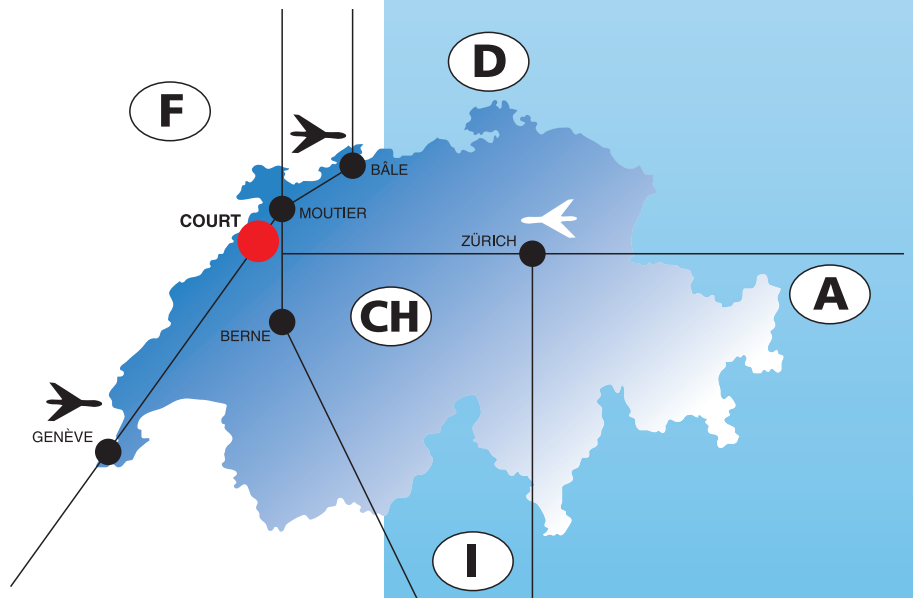 D
F
BÂLE
MOUTIER
COURT
ZÜRICH
A
CH
BERNE
GENÈVE
I